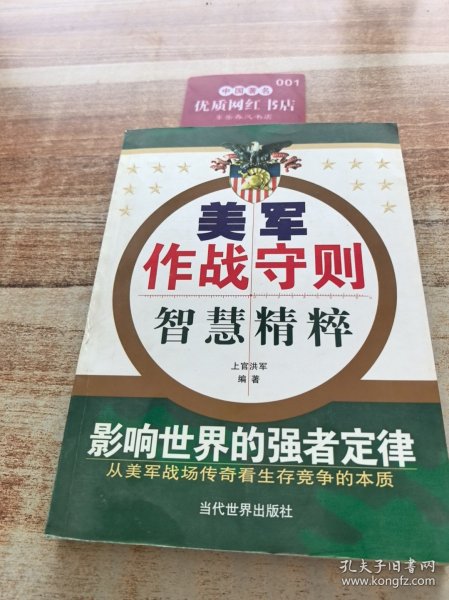 001
中国著名
优质网红书店
美军
作战守则
智慧精粹
上官洪军
编著
影响世界的强者定律
从美军战场传奇看生存竞争的本质
当代世界出版社
孔夫子旧书网
www.kongfz.com